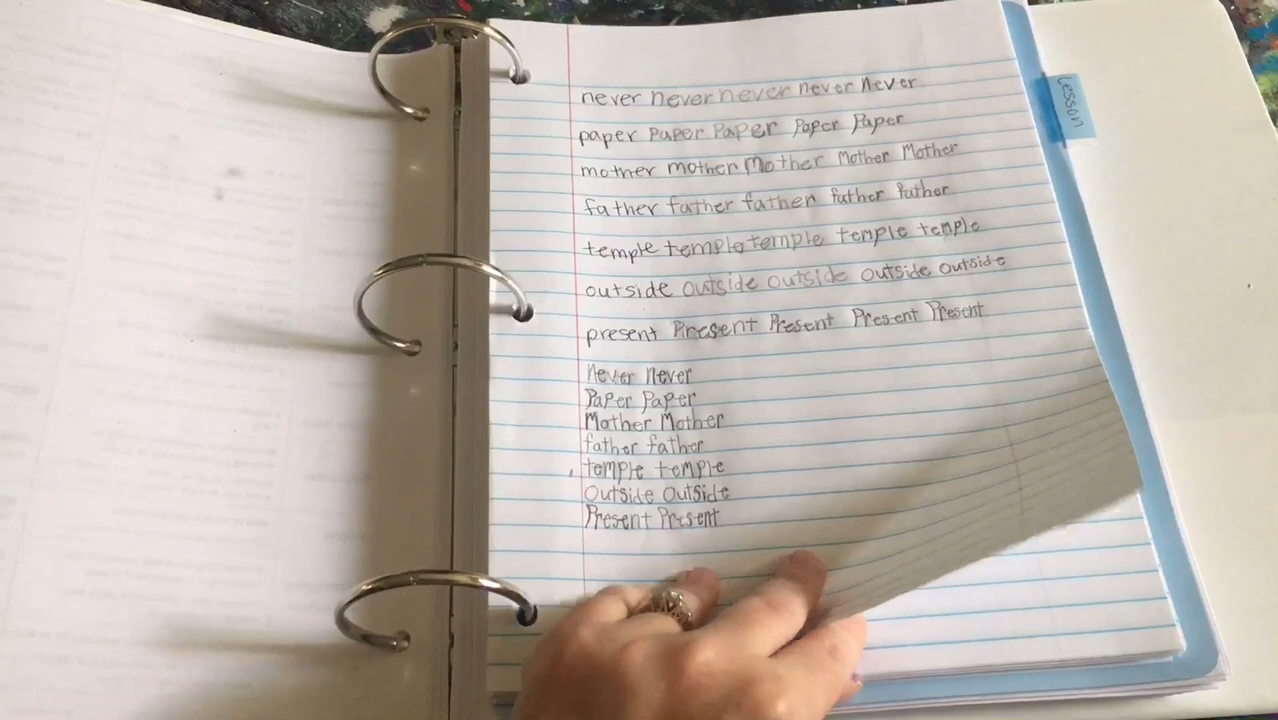 never never never never Never
paper PaPer PaPer PaPer PaPer
mother mother Mother Mother Mother
father father father father father
temple temple temple temple temple
outside outside outside outside outside
present Present Present Present Present
Never Never
PaPer PaPer
Mother Mother
father father
temple temple
Outside Outside
Present Present
Lesson